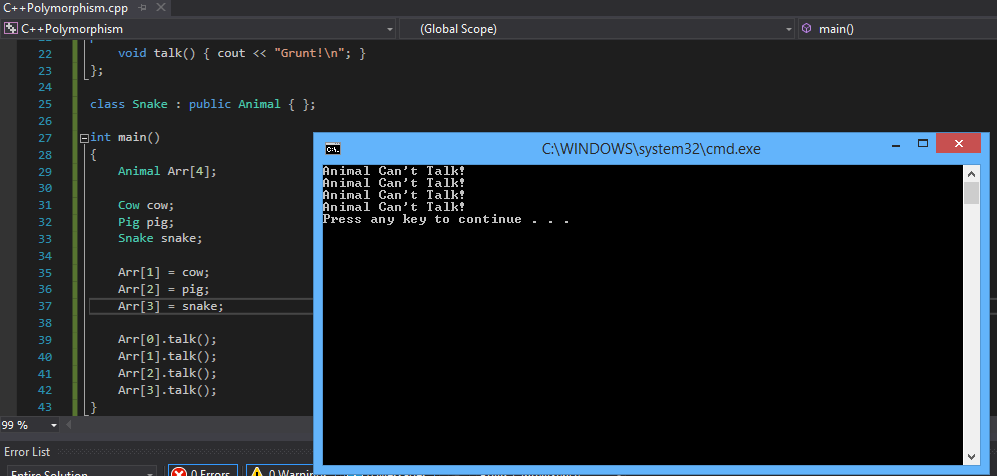 C++Polymorphism.cpp
C++Polymorphism
(Global Scope)
main()
22 void talk() { cout << "Grunt!\n"; }
23 };
24
25 class Snake : public Animal { };
26
27 int main()
28 {
29 Animal Arr[4];
30
31 Cow cow;
32 Pig pig;
33 Snake snake;
34
35 Arr[1] = cow;
36 Arr[2] = pig;
37 Arr[3] = snake;
38
39 Arr[0].talk();
40 Arr[1].talk();
41 Arr[2].talk();
42 Arr[3].talk();
43 }
C:\WINDOWS\system32\cmd.exe
Animal Can't Talk!
Animal Can't Talk!
Animal Can't Talk!
Animal Can't Talk!
Press any key to continue . . .
99 %
Error List
Entire Solution
0 Errors
0